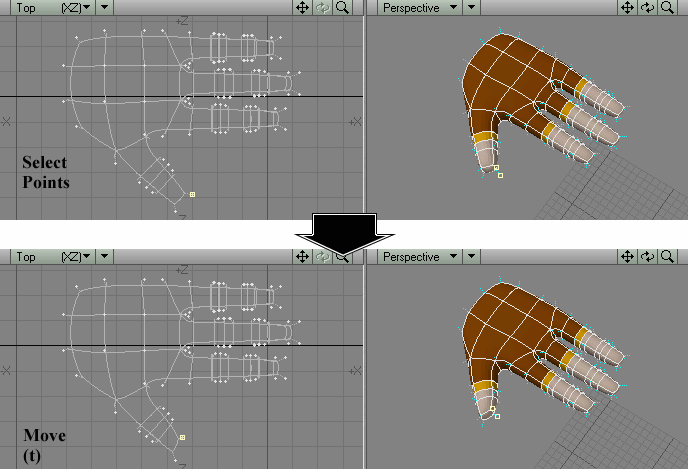 Top (XZ) Perspective
+Z
X +X
Select
Points
-Z
Top (XZ) Perspective
+Z
X +X
Move
(t)
-Z